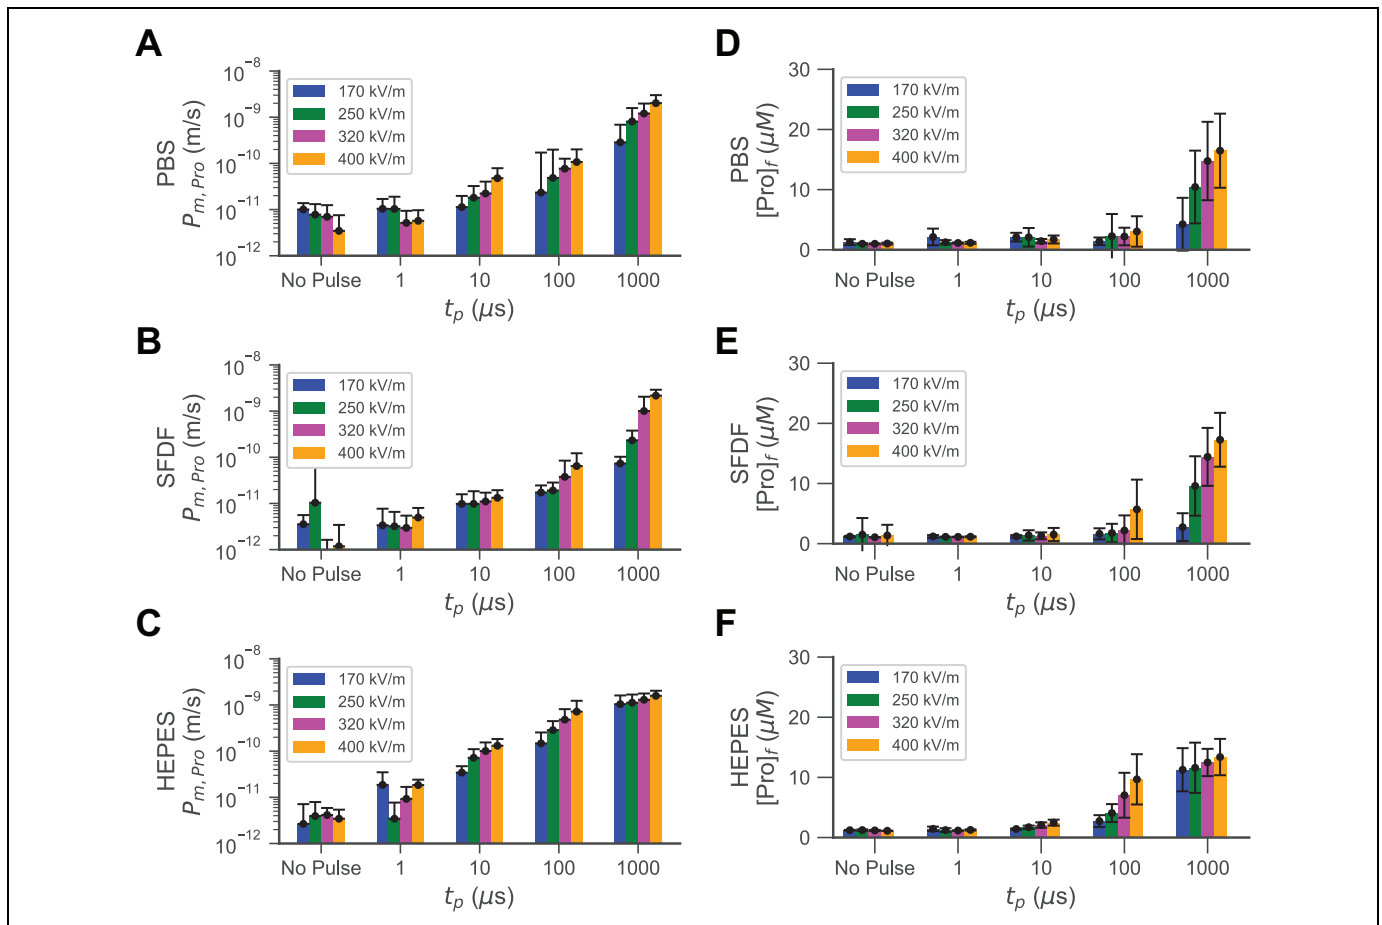 A
PBS
P_m,Pro (m/s)
10⁻⁸
10⁻⁹
10⁻¹⁰
10⁻¹¹
10⁻¹²
170 kV/m
250 kV/m
320 kV/m
400 kV/m
No Pulse 1 10 100 1000
t_p (μs)
D
PBS
[Pro]_f (μM)
30
20
10
0
170 kV/m
250 kV/m
320 kV/m
400 kV/m
No Pulse 1 10 100 1000
t_p (μs)
B
SFDF
P_m,Pro (m/s)
10⁻⁸
10⁻⁹
10⁻¹⁰
10⁻¹¹
10⁻¹²
170 kV/m
250 kV/m
320 kV/m
400 kV/m
No Pulse 1 10 100 1000
t_p (μs)
E
SFDF
[Pro]_f (μM)
30
20
10
0
170 kV/m
250 kV/m
320 kV/m
400 kV/m
No Pulse 1 10 100 1000
t_p (μs)
C
HEPES
P_m,Pro (m/s)
10⁻⁸
10⁻⁹
10⁻¹⁰
10⁻¹¹
10⁻¹²
170 kV/m
250 kV/m
320 kV/m
400 kV/m
No Pulse 1 10 100 1000
t_p (μs)
F
HEPES
[Pro]_f (μM)
30
20
10
0
170 kV/m
250 kV/m
320 kV/m
400 kV/m
No Pulse 1 10 100 1000
t_p (μs)